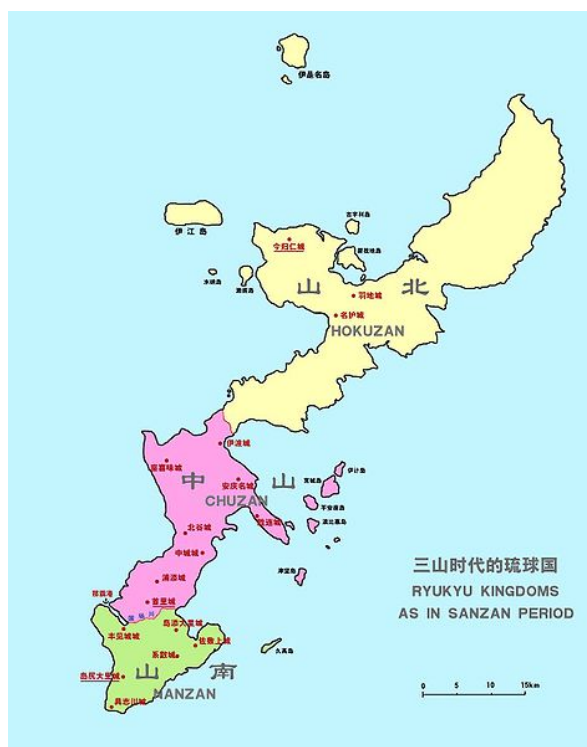 伊是名岛
伊江岛
古宇利岛
今归仁城
水纳岛
山 北
羽地城
名护城
HOKUZAN
伊波城
座喜味城
中 山
安庆名城
CHUZAN
伊计岛
宫城岛
平安座岛
滨比嘉岛
胜连城
北谷城
中城城
津坚岛
浦添城
首里城
那霸港
国场川
三山时代的琉球国
RYUKYU KINGDOMS
AS IN SANZAN PERIOD
丰见城城
岛添大里城
佐敷上城
系数城
久高岛
岛尻大里城
山 南
NANZAN
具志川城
0 5 10 15km